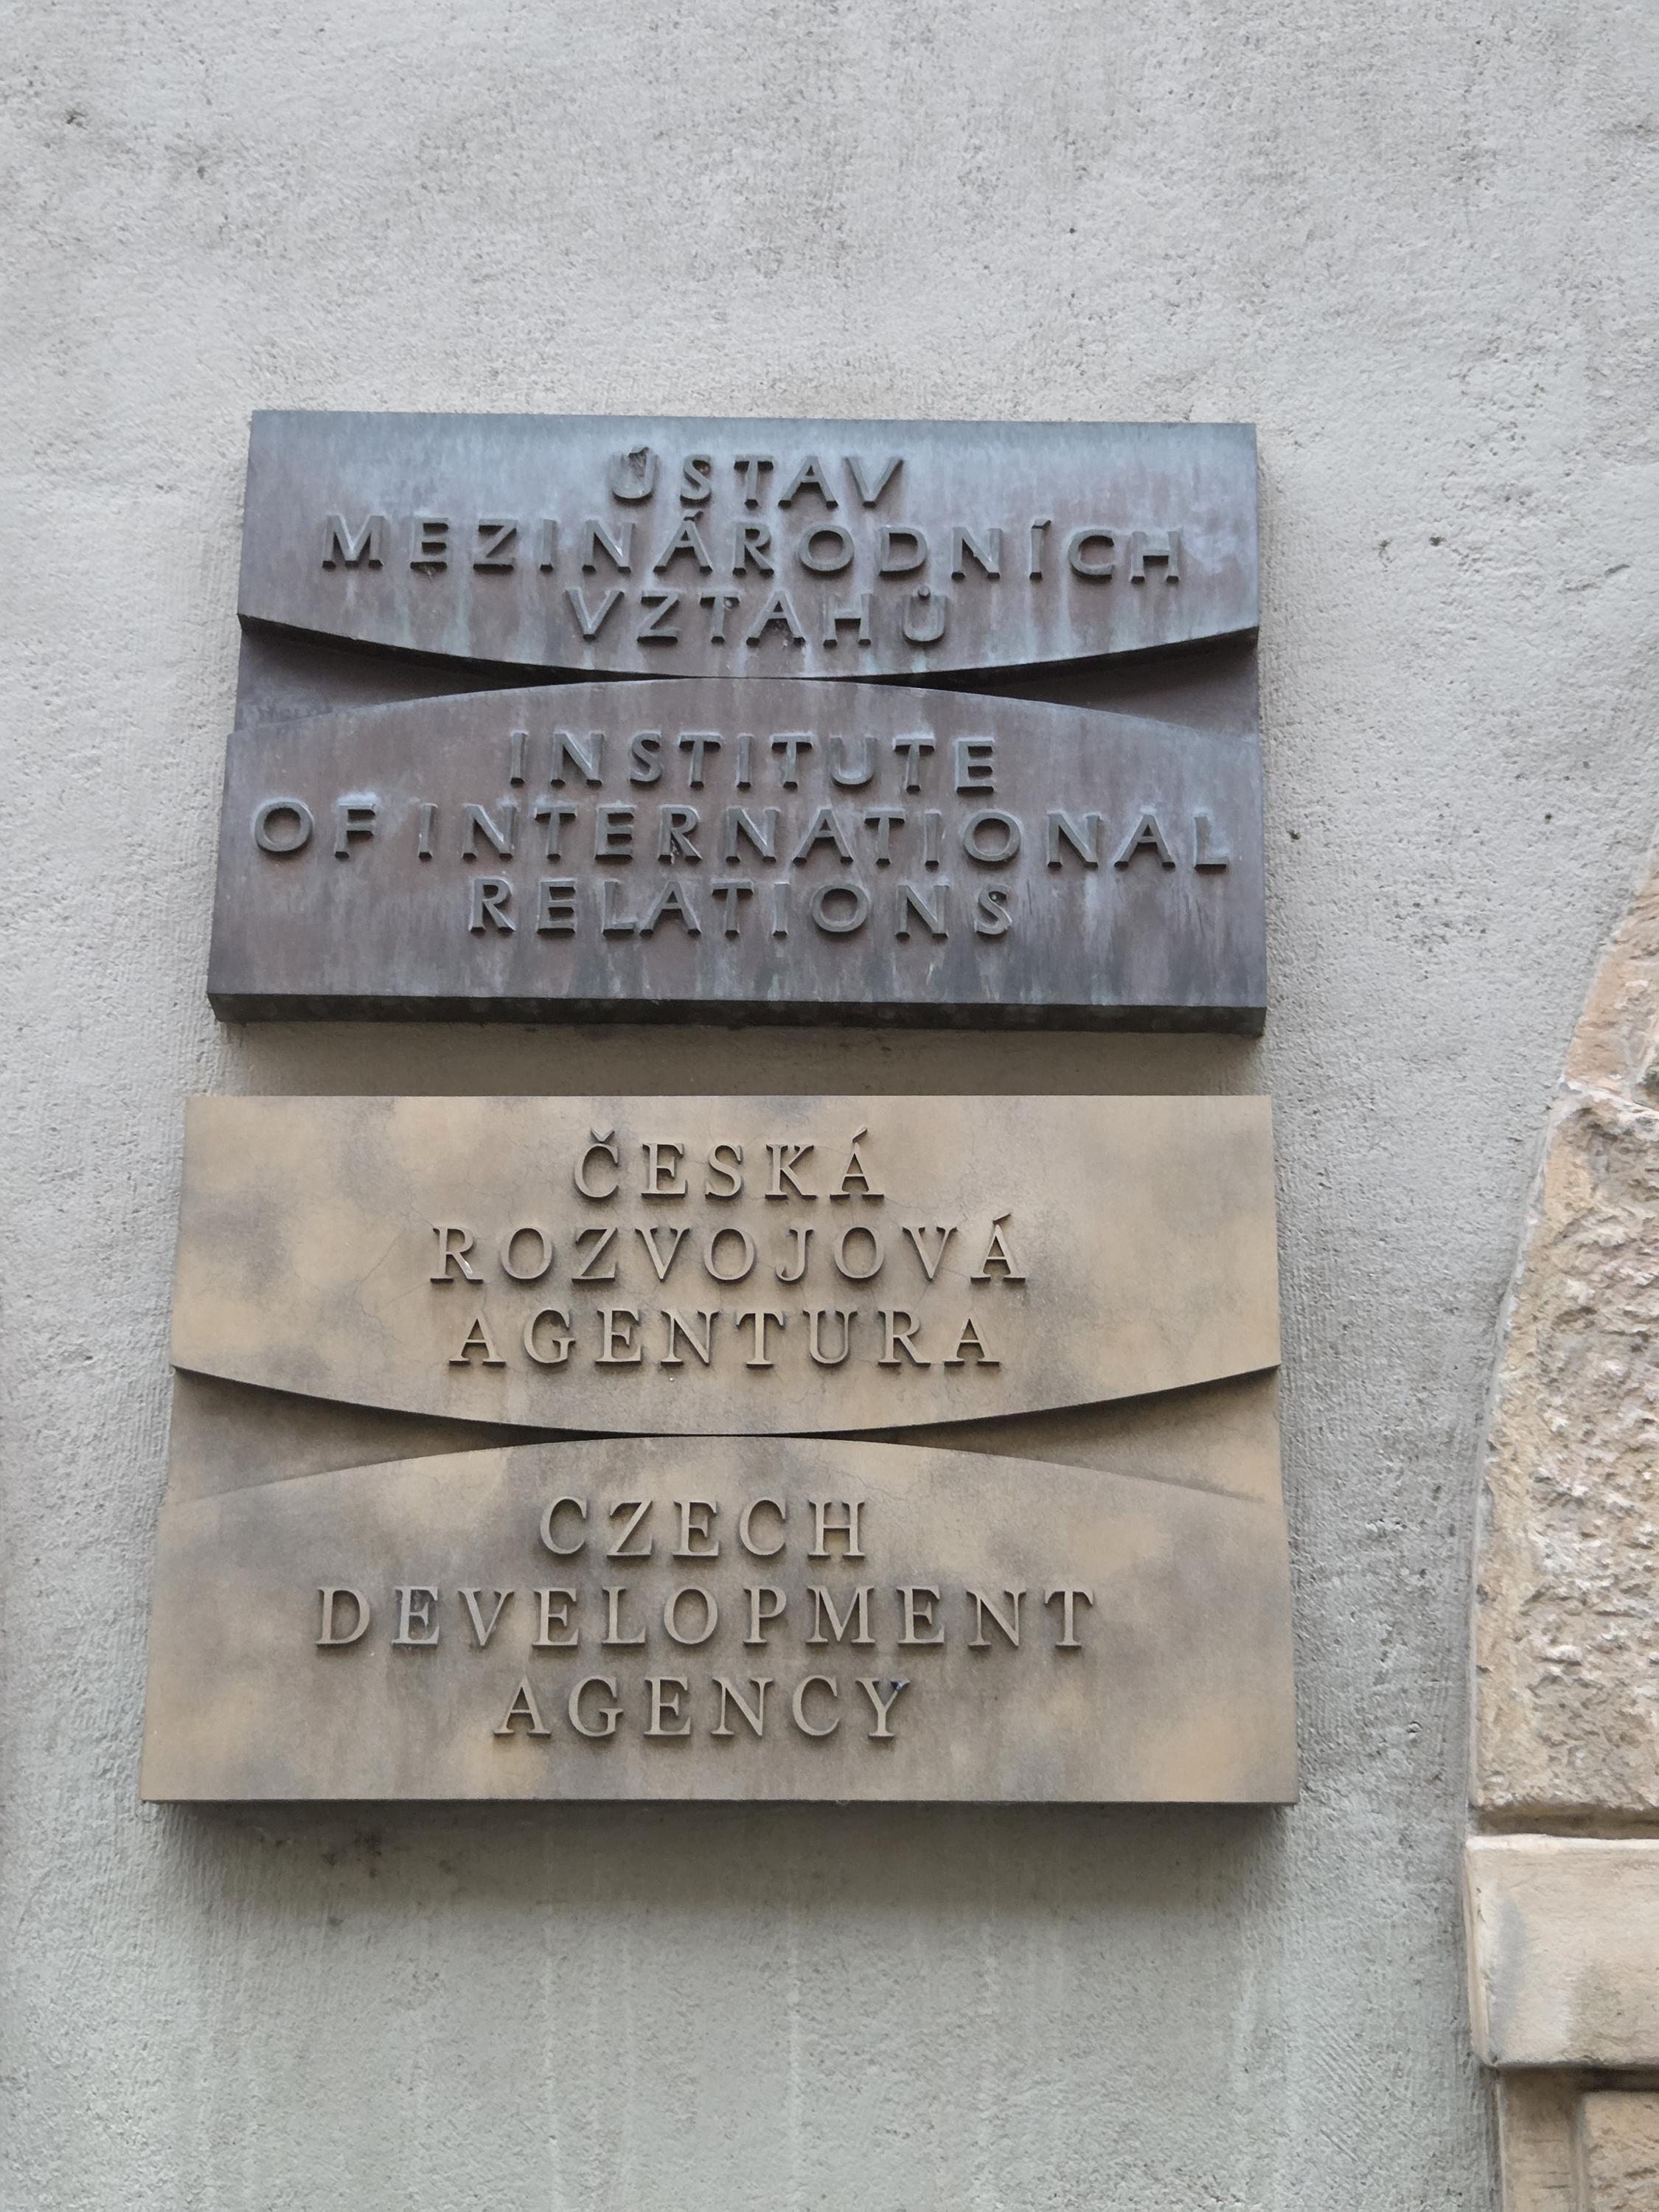 ÚSTAV
MEZINÁRODNÍCH
VZTAHŮ
INSTITUTE
OF INTERNATIONAL
RELATIONS
ČESKÁ
ROZVOJOVÁ
AGENTURA
CZECH
DEVELOPMENT
AGENCY